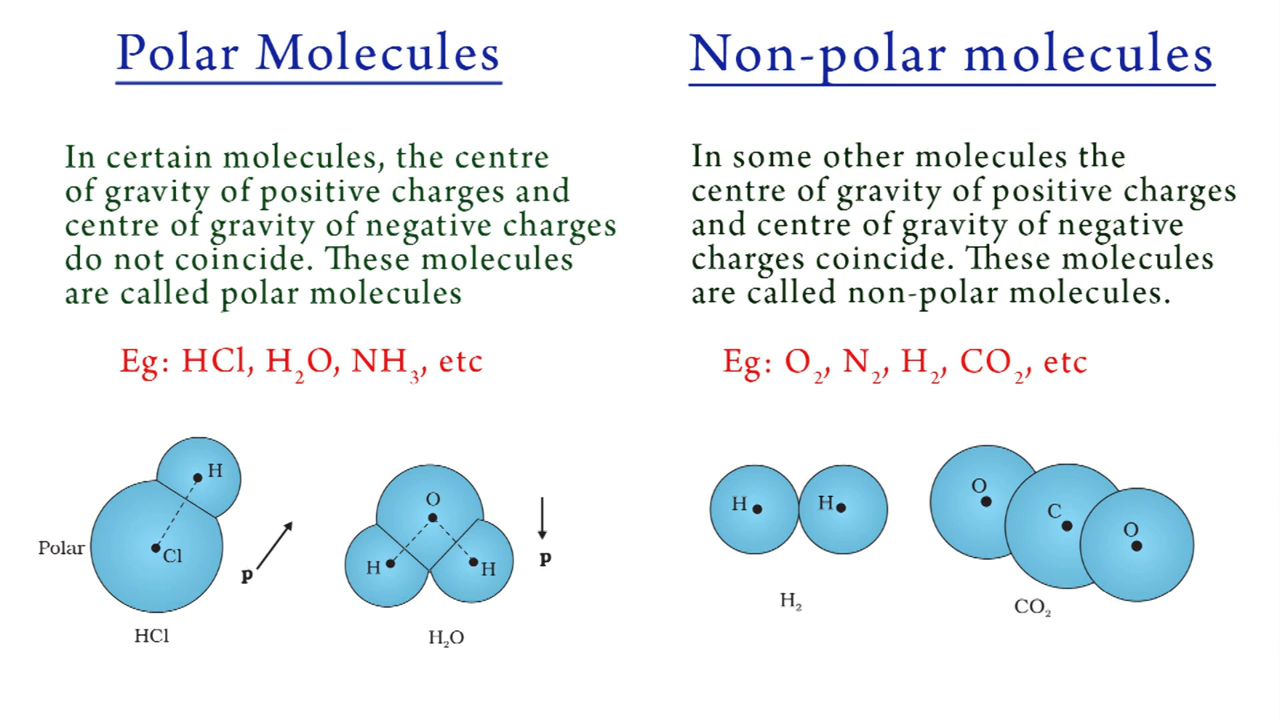 Polar Molecules
In certain molecules, the centre
of gravity of positive charges and
centre of gravity of negative charges
do not coincide. These molecules
are called polar molecules
Eg: HCl, H₂O, NH₃, etc
H
Cl
Polar
p
HCl
O
H
H
p
H₂O
Non-polar molecules
In some other molecules the
centre of gravity of positive charges
and centre of gravity of negative
charges coincide. These molecules
are called non-polar molecules.
Eg: O₂, N₂, H₂, CO₂, etc
H
H
H₂
O
C
O
CO₂